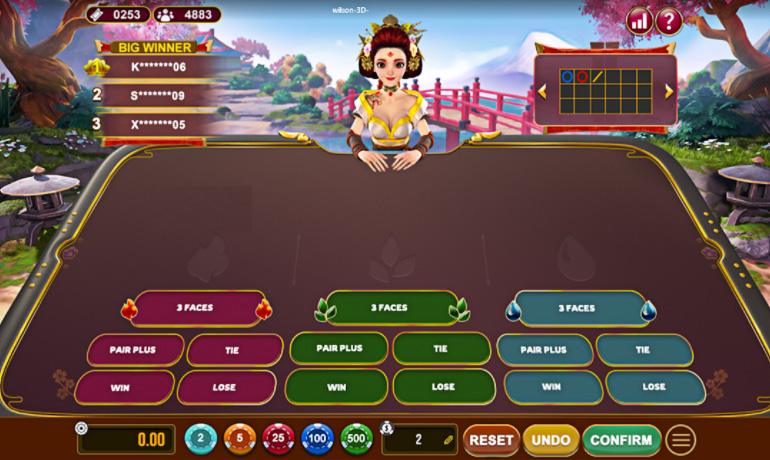 0253 4883
wilson-3D-
?
BIG WINNER
1 K*******06
2 S*******09
3 X*******05
3 FACES 3 FACES 3 FACES
PAIR PLUS TIE PAIR PLUS TIE PAIR PLUS TIE
WIN LOSE WIN LOSE WIN LOSE
0.00 2 5 25 100 500 2 RESET UNDO CONFIRM